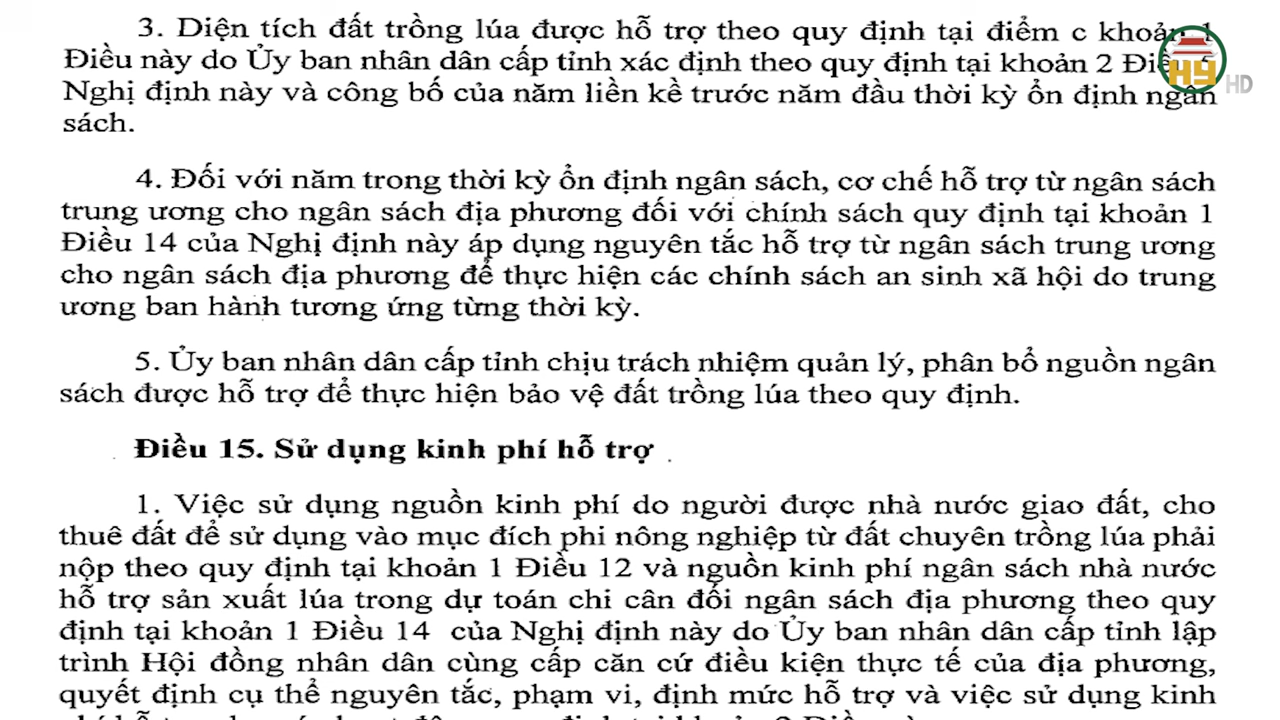 3. Diện tích đất trồng lúa được hỗ trợ theo quy định tại điểm c khoản 1
Điều này do Ủy ban nhân dân cấp tỉnh xác định theo quy định tại khoản 2
Nghị định này và công bố của năm liền kề trước năm đầu thời kỳ ổn định ngân
sách.
4. Đối với năm trong thời kỳ ổn định ngân sách, cơ chế hỗ trợ từ ngân sách
trung ương cho ngân sách địa phương đối với chính sách quy định tại khoản 1
Điều 14 của Nghị định này áp dụng nguyên tắc hỗ trợ từ ngân sách trung ương
cho ngân sách địa phương để thực hiện các chính sách an sinh xã hội do trung
ương ban hành tương ứng từng thời kỳ.
5. Ủy ban nhân dân cấp tỉnh chịu trách nhiệm quản lý, phân bổ nguồn ngân
sách được hỗ trợ để thực hiện bảo vệ đất trồng lúa theo quy định.
Điều 15. Sử dụng kinh phí hỗ trợ
1. Việc sử dụng nguồn kinh phí do người được nhà nước giao đất, cho
thuê đất để sử dụng vào mục đích phi nông nghiệp từ đất chuyên trồng lúa phải
nộp theo quy định tại khoản 1 Điều 12 và nguồn kinh phí ngân sách nhà nước
hỗ trợ sản xuất lúa trong dự toán chi cân đối ngân sách địa phương theo quy
định tại khoản 1 Điều 14 của Nghị định này do Ủy ban nhân dân cấp tỉnh lập
trình Hội đồng nhân dân cùng cấp căn cứ điều kiện thực tế của địa phương,
quyết định cụ thể nguyên tắc, phạm vi, định mức hỗ trợ và việc sử dụng kinh
HY HD